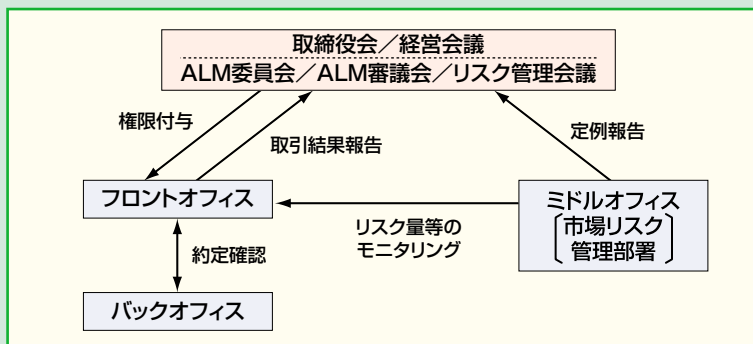 取締役会／経営会議
ALM委員会／ALM審議会／リスク管理会議
権限付与
取引結果報告
定例報告
フロントオフィス
リスク量等の
モニタリング
ミドルオフィス
市場リスク
管理部署
約定確認
バックオフィス